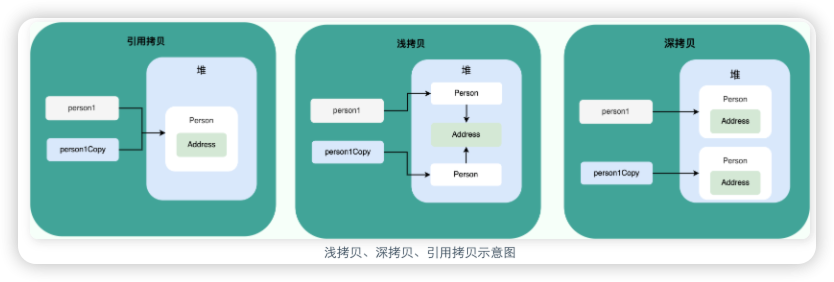 引用拷贝
堆
person1
person1Copy
Person
Address
浅拷贝
堆
person1
person1Copy
Person
Address
Person
深拷贝
堆
person1
person1Copy
Person
Address
Person
Address
浅拷贝、深拷贝、引用拷贝示意图